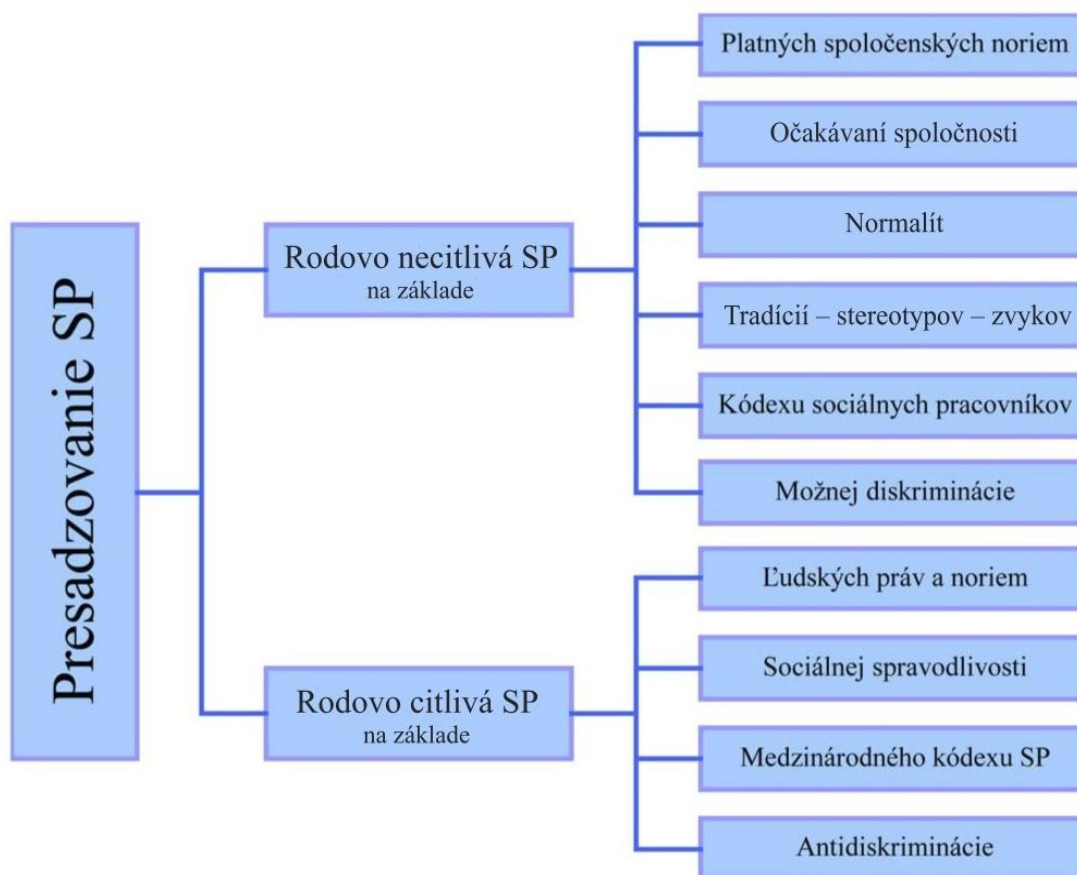 Presadzovanie SP
Rodovo necitlivá SP
na základe
Platných spoločenských noriem
Očakávaní spoločnosti
Normalít
Tradícií – stereotypov – zvykov
Kódexu sociálnych pracovníkov
Možnej diskriminácie
Rodovo citlivá SP
na základe
Ľudských práv a noriem
Sociálnej spravodlivosti
Medzinárodného kódexu SP
Antidiskriminácie